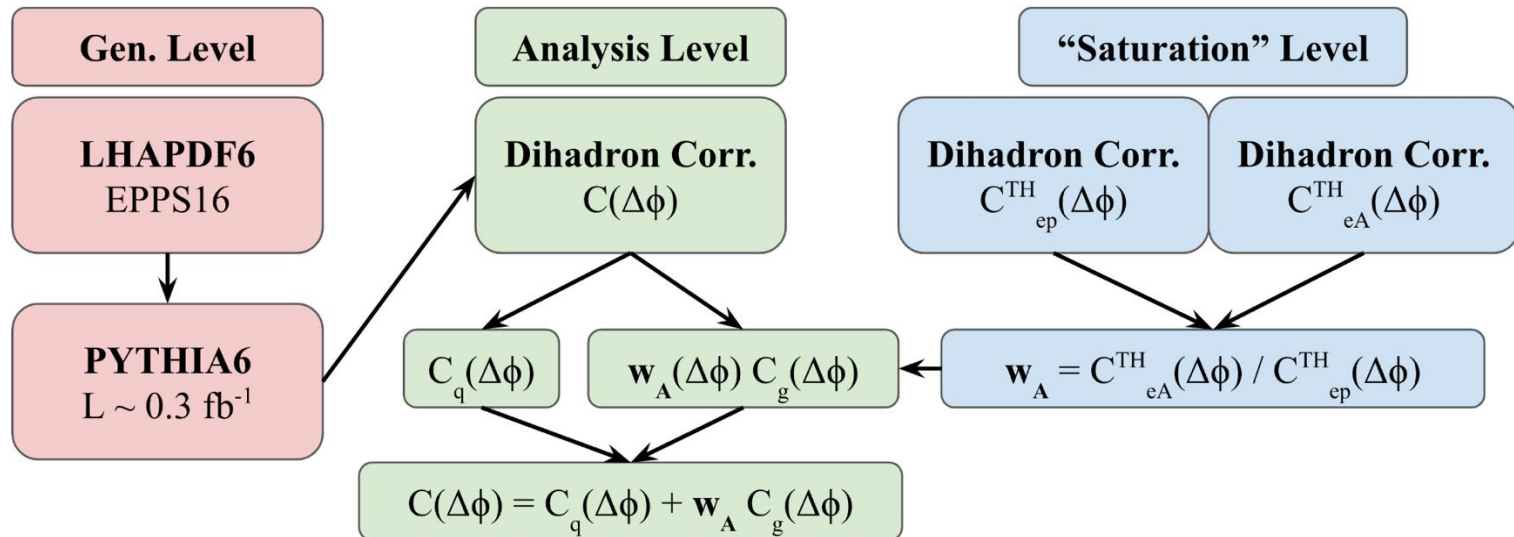 Gen. Level
LHAPDF6
EPPS16
PYTHIA6
L ~ 0.3 fb⁻¹
Analysis Level
Dihadron Corr.
C(Δϕ)
C_q(Δϕ)
w_A(Δϕ) C_g(Δϕ)
C(Δϕ) = C_q(Δϕ) + w_A C_g(Δϕ)
“Saturation” Level
Dihadron Corr.
C^TH_ep(Δϕ)
Dihadron Corr.
C^TH_eA(Δϕ)
w_A = C^TH_eA(Δϕ) / C^TH_ep(Δϕ)